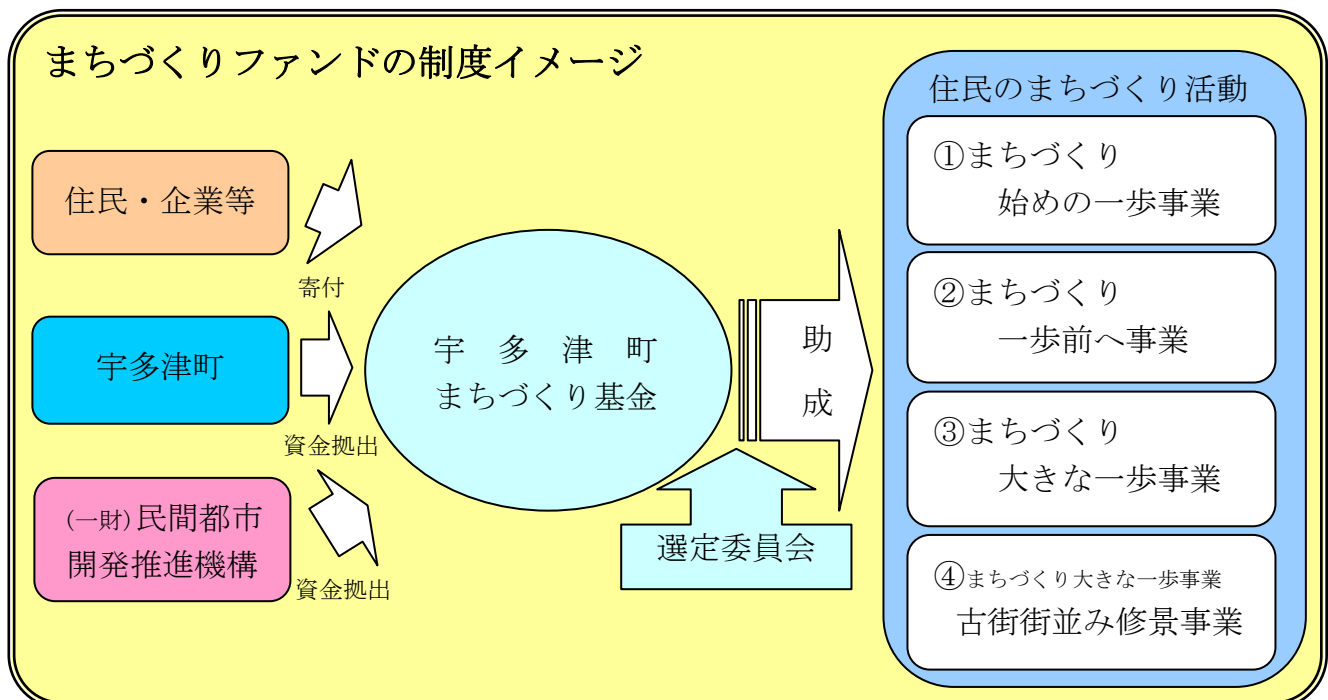 まちづくりファンドの制度イメージ
住民・企業等
寄付
宇多津町
資金拠出
(一財)民間都市
開発推進機構
資金拠出
宇多津町
まちづくり基金
助
成
選定委員会
住民のまちづくり活動
①まちづくり
始めの一歩事業
②まちづくり
一歩前へ事業
③まちづくり
大きな一歩事業
④まちづくり大きな一歩事業
古街街並み修景事業